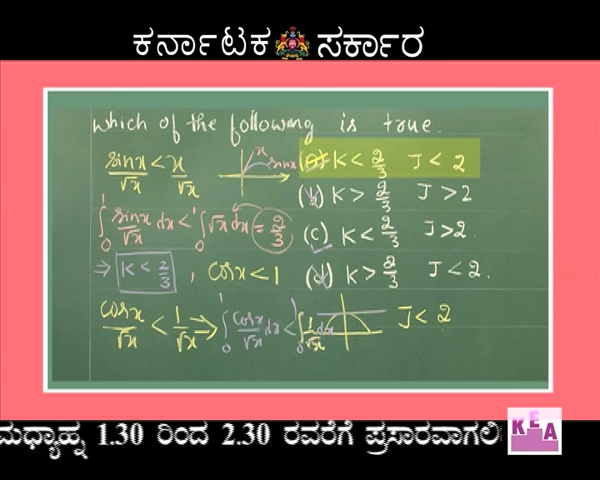 ಕರ್ನಾಟಕ ಸರ್ಕಾರ
which of the following is true.
sinx/√x < x/√x
x
sinx
(a) K < 2/3 J < 2
(b) K > 2/3 J > 2
∫₀¹ sinx/√x dx < ∫₀¹ √x dx = 2/3
(c) K < 2/3 J > 2.
⇒ K < 2/3 , cosx < 1
(d) K > 2/3 J < 2.
cosx/√x < 1/√x ⇒ ∫₀¹ cosx/√x dx < ∫₀¹ 1/√x dx
J < 2
ಮಧ್ಯಾಹ್ನ 1.30 ರಿಂದ 2.30 ರವರೆಗೆ ಪ್ರಸಾರವಾಗಲಿ
KEA